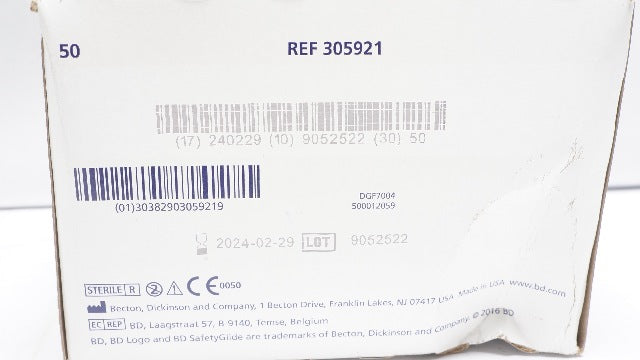 50 REF 305921
(17) 240229 (10) 9052522 (30) 50
(01)30382903059219
DGF7004
500012059
2024-02-29 LOT 9052522
STERILE R 2 CE 0050
Becton, Dickinson and Company, 1 Becton Drive, Franklin Lakes, NJ 07417 USA Made in USA www.bd.com
EC REP BD, Laagstraat 57, B 9140, Temse, Belgium
BD, BD Logo and BD SafetyGlide are trademarks of Becton, Dickinson and Company. © 2016 BD